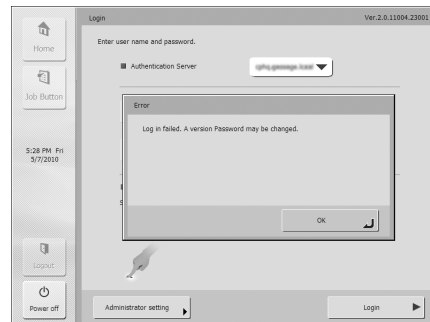 Login
Ver.2.0.11004.23001
Home
Enter user name and password.
Authentication Server
Job Button
Error
Log in failed. A version Password may be changed.
5:28 PM Fri
5/7/2010
S
OK
Logout
Power off
Administrator setting
Login